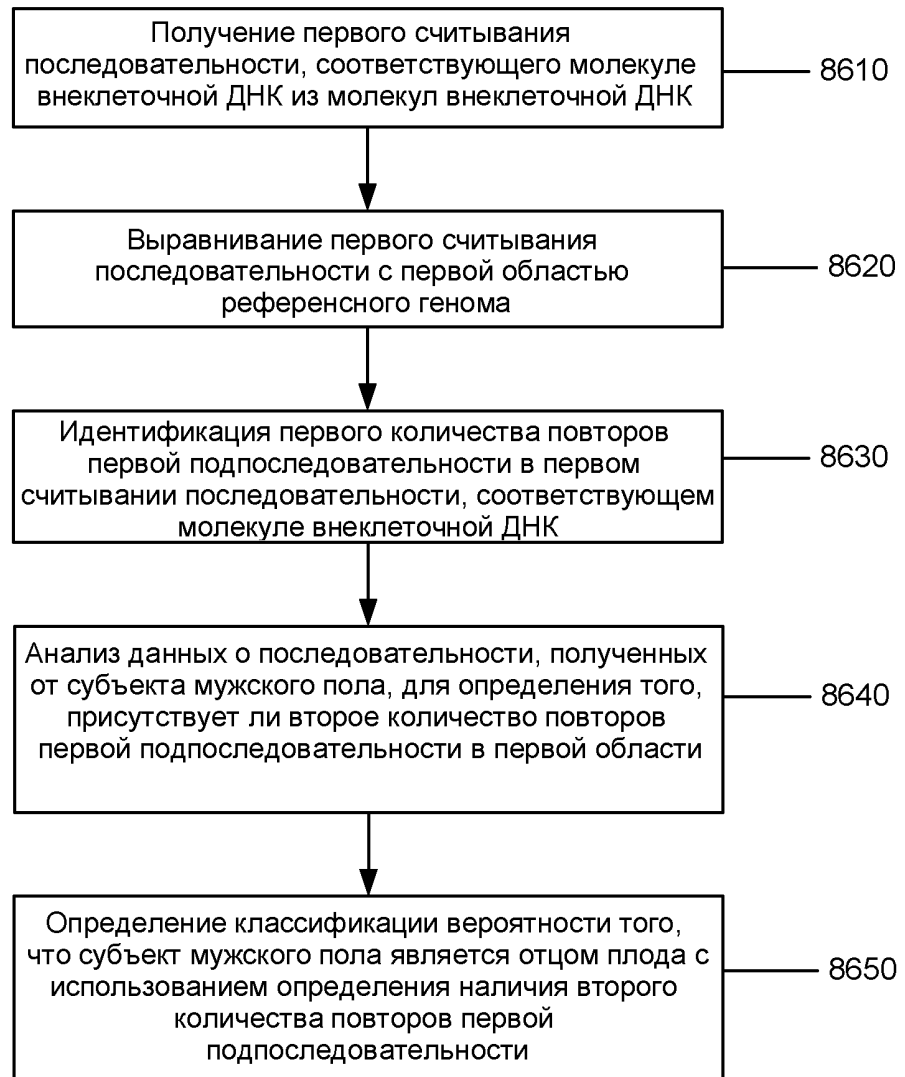 Получение первого считывания
последовательности, соответствующего молекуле
внеклеточной ДНК из молекул внеклеточной ДНК
8610
Выравнивание первого считывания
последовательности с первой областью
референсного генома
8620
Идентификация первого количества повторов
первой подпоследовательности в первом
считывании последовательности, соответствующем
молекуле внеклеточной ДНК
8630
Анализ данных о последовательности, полученных
от субъекта мужского пола, для определения того,
присутствует ли второе количество повторов
первой подпоследовательности в первой области
8640
Определение классификации вероятности того,
что субъект мужского пола является отцом плода с
использованием определения наличия второго
количества повторов первой
подпоследовательности
8650